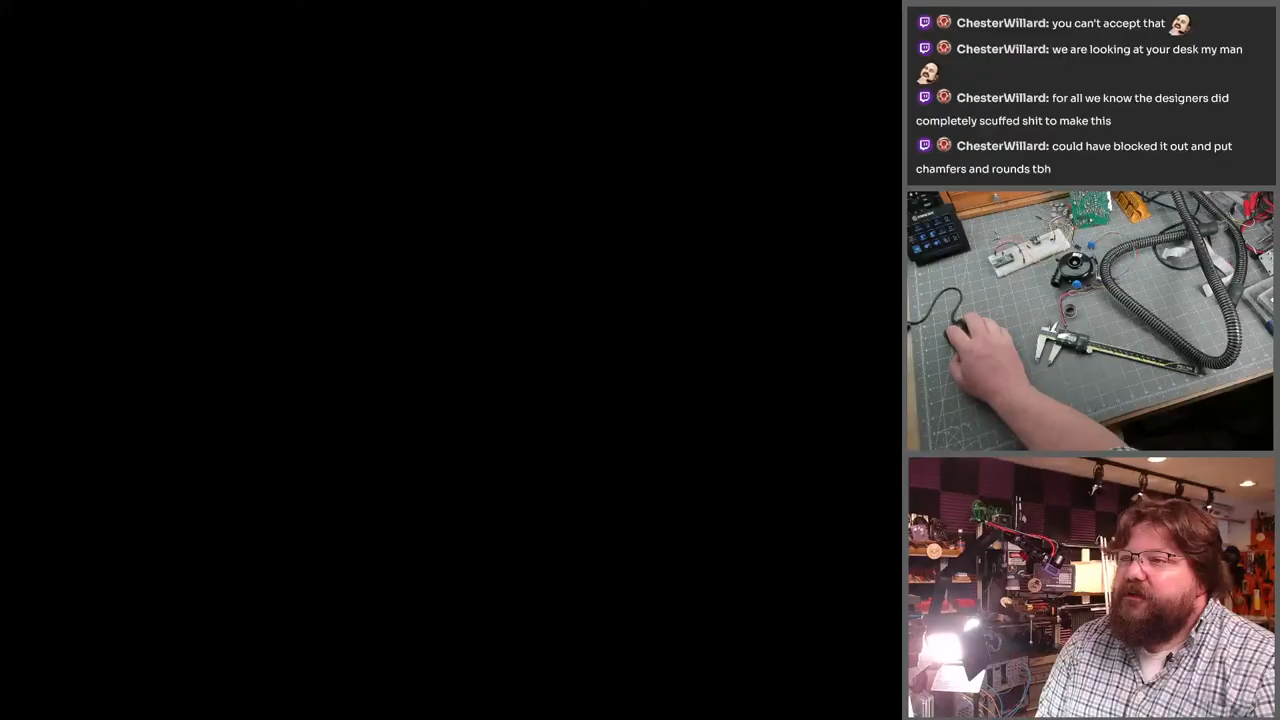 ChesterWillard: you can't accept that
ChesterWillard: we are looking at your desk my man
ChesterWillard: for all we know the designers did
completely scuffed shit to make this
ChesterWillard: could have blocked it out and put
chamfers and rounds tbh